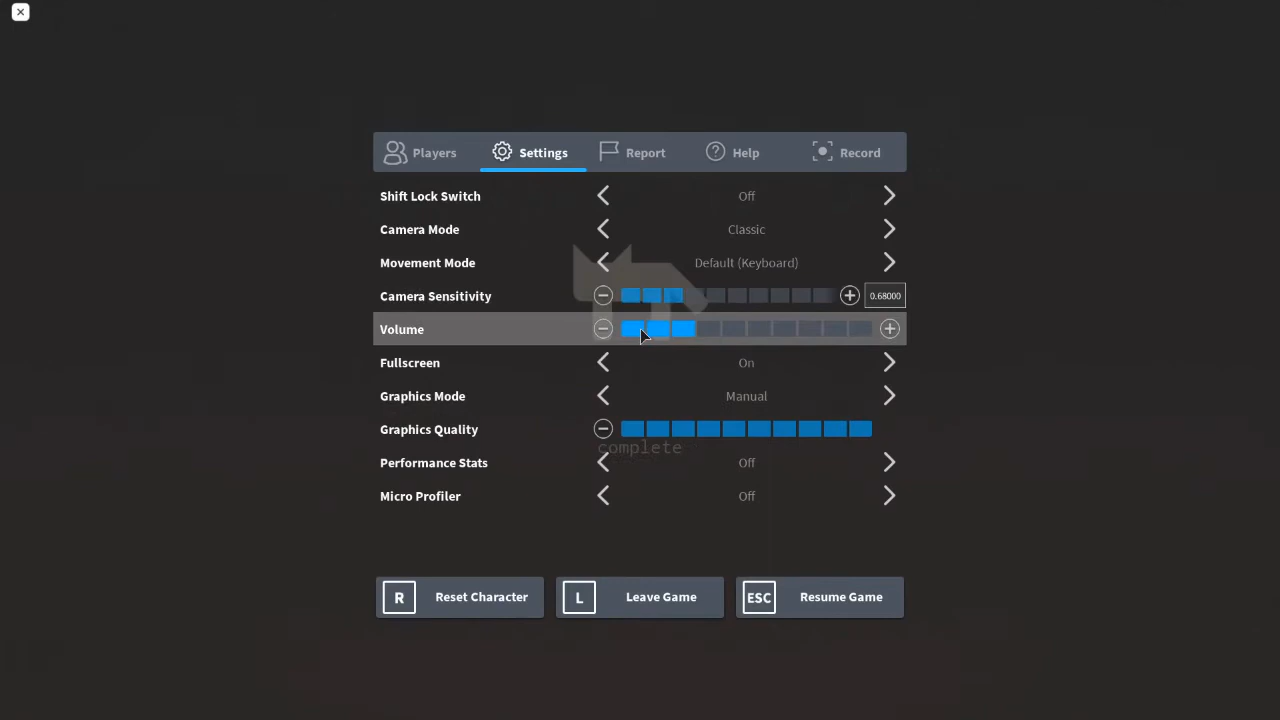 Players Settings Report Help Record
Shift Lock Switch Off
Camera Mode Classic
Movement Mode Default (Keyboard)
Camera Sensitivity 0.68000
Volume
Fullscreen On
Graphics Mode Manual
Graphics Quality
complete
Performance Stats Off
Micro Profiler Off
R Reset Character L Leave Game ESC Resume Game